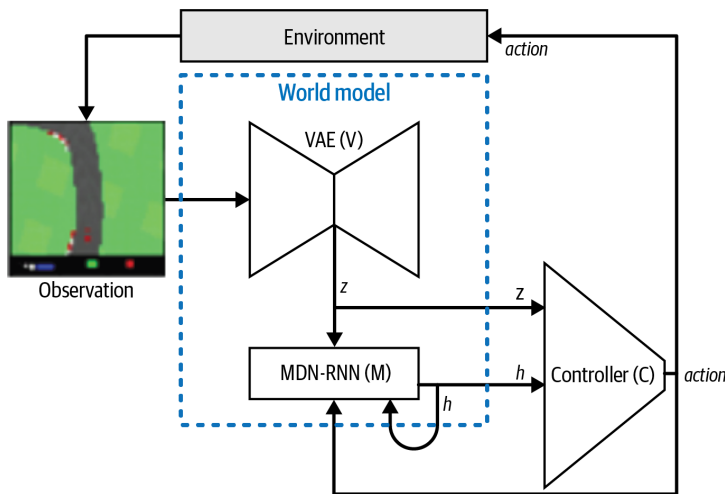 Environment
action
World model
VAE (V)
Observation
z
z
MDN-RNN (M)
h
h
Controller (C)
action